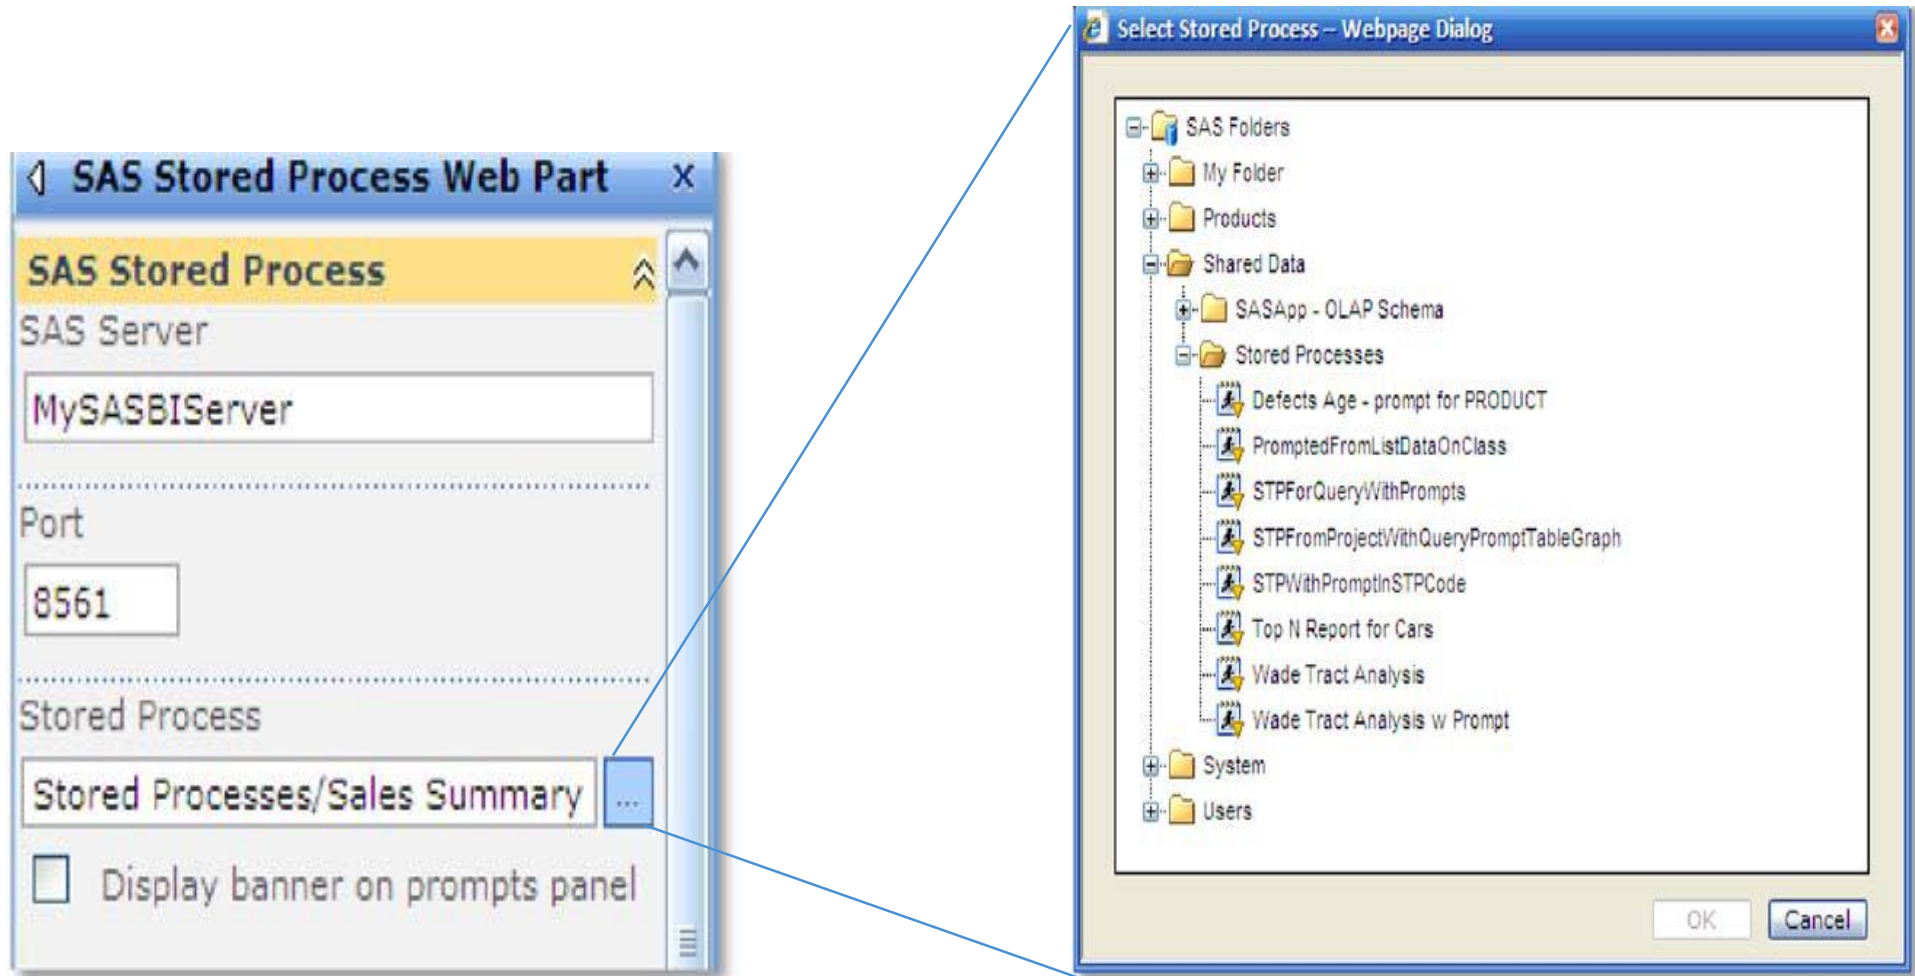 SAS Stored Process Web Part
SAS Stored Process
SAS Server
MySASBIServer
Port
8561
Stored Process
Stored Processes/Sales Summary
...
Display banner on prompts panel
Select Stored Process – Webpage Dialog
SAS Folders
My Folder
Products
Shared Data
SASApp - OLAP Schema
Stored Processes
Defects Age - prompt for PRODUCT
PromptedFromListDataOnClass
STPForQueryWithPrompts
STPFromProjectWithQueryPromptTableGraph
STPWithPromptInSTPCode
Top N Report for Cars
Wade Tract Analysis
Wade Tract Analysis w Prompt
System
Users
OK Cancel